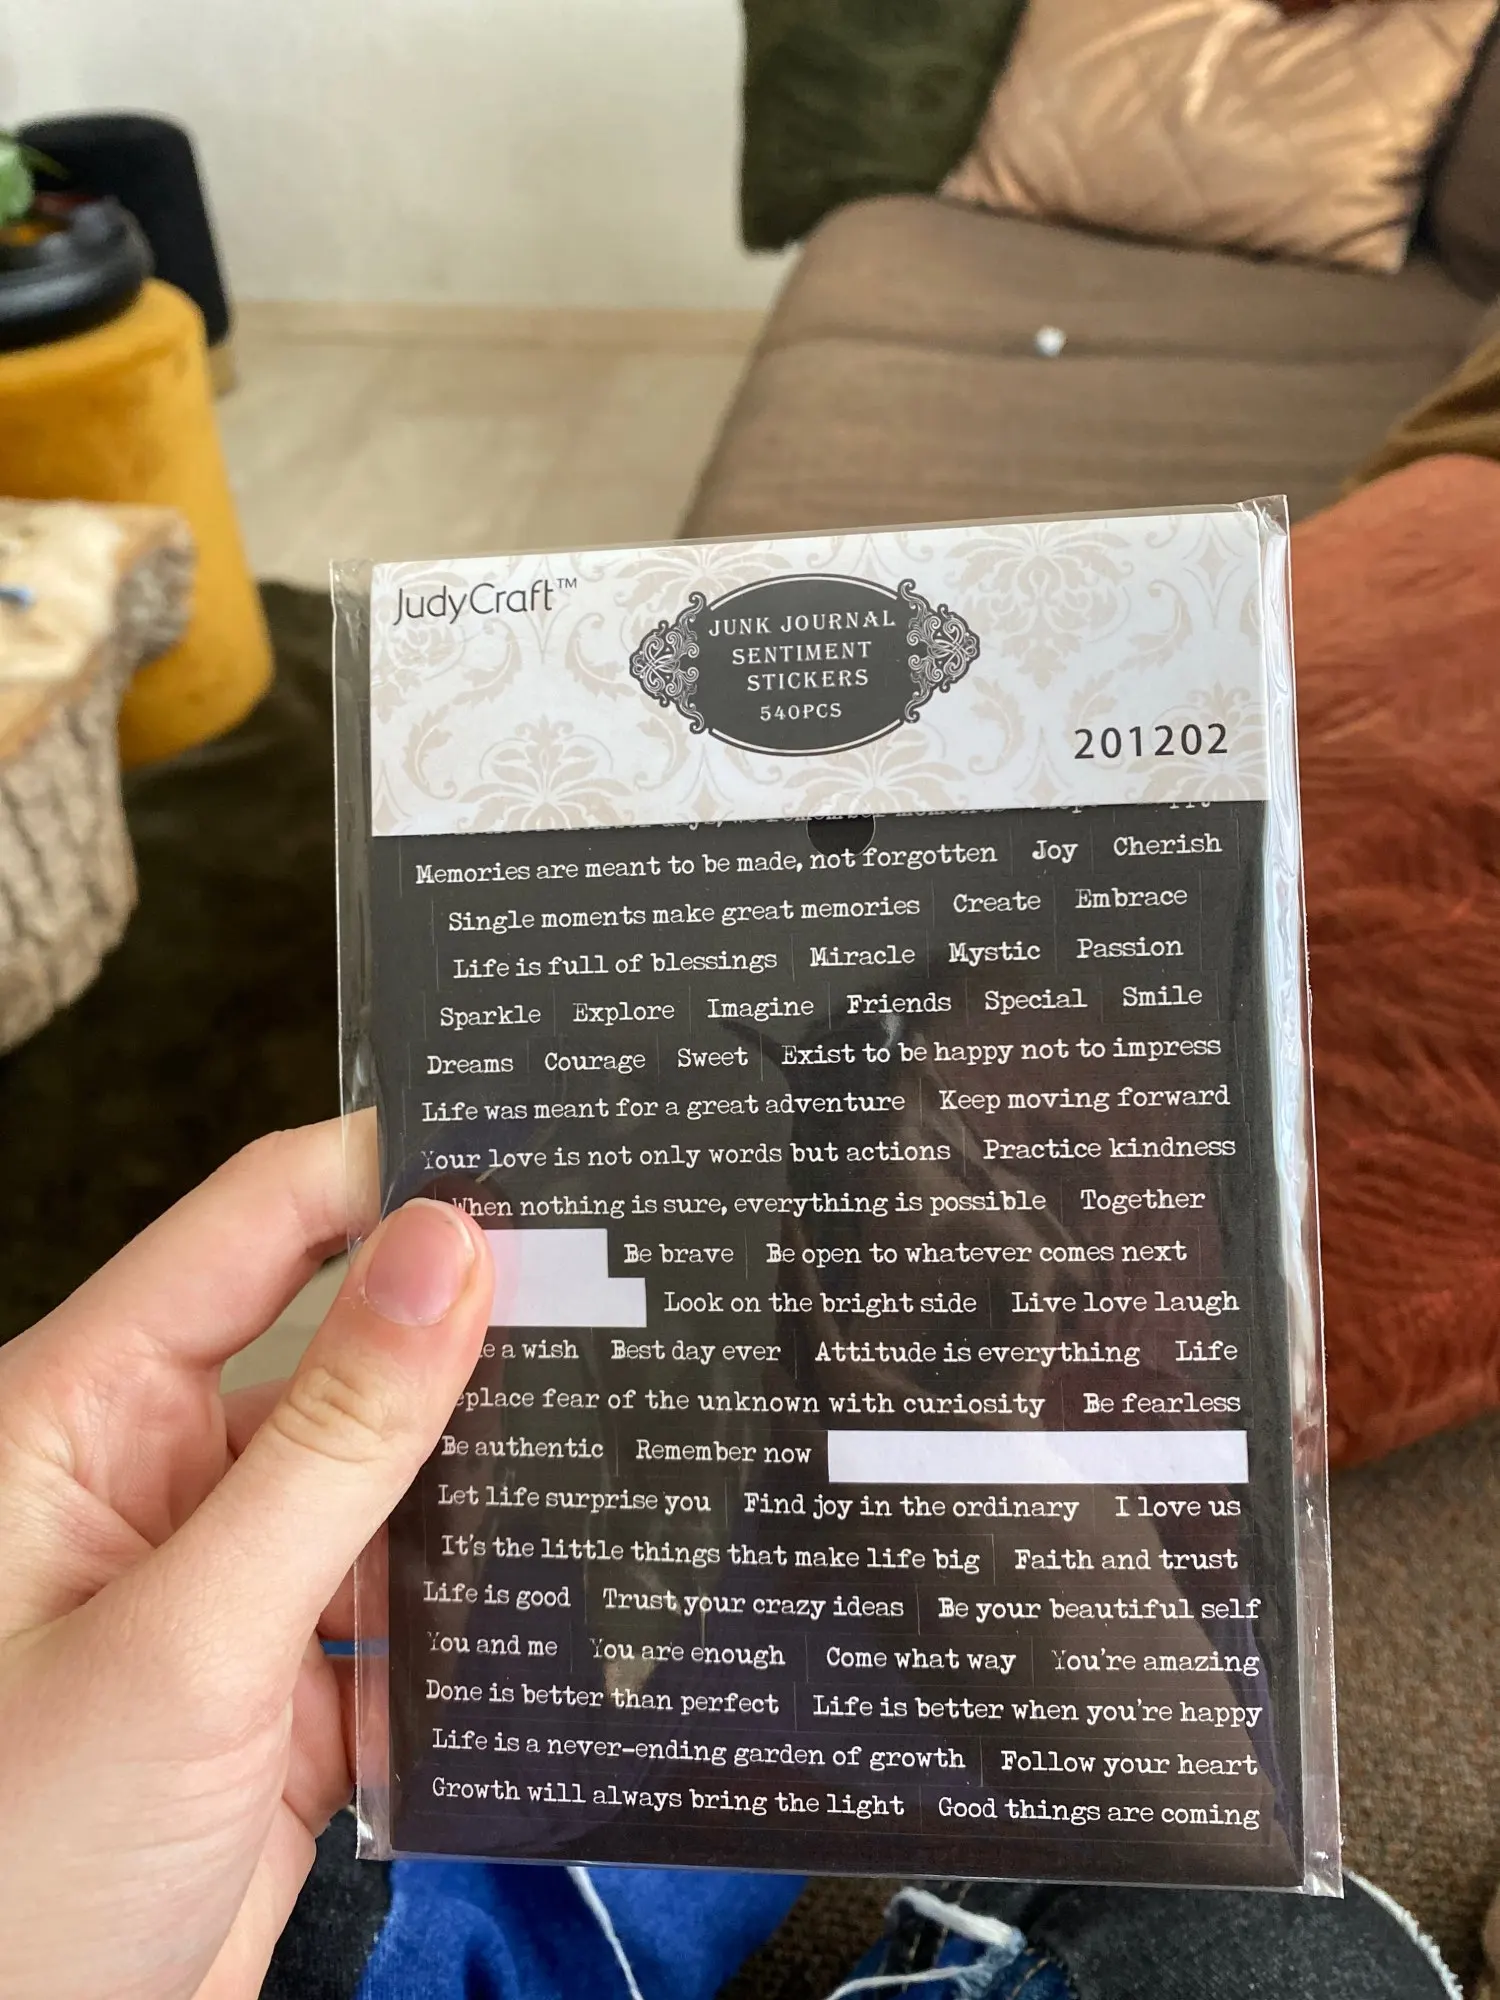 JudyCraft™
JUNK JOURNAL
SENTIMENT
STICKERS
540PCS
201202
Memories are meant to be made, not forgotten Joy Cherish
Single moments make great memories Create Embrace
Life is full of blessings Miracle Mystic Passion
Sparkle Explore Imagine Friends Special Smile
Dreams Courage Sweet Exist to be happy not to impress
Life was meant for a great adventure Keep moving forward
Your love is not only words but actions Practice kindness
When nothing is sure, everything is possible Together
Be brave Be open to whatever comes next
Look on the bright side Live love laugh
a wish Best day ever Attitude is everything Life
fear of the unknown with curiosity Be fearless
Be authentic Remember now
Let life surprise you Find joy in the ordinary I love us
It's the little things that make life big Faith and trust
Life is good Trust your crazy ideas Be your beautiful self
You and me You are enough Come what way You're amazing
Done is better than perfect Life is better when you're happy
Life is a never-ending garden of growth Follow your heart
Growth will always bring the light Good things are coming